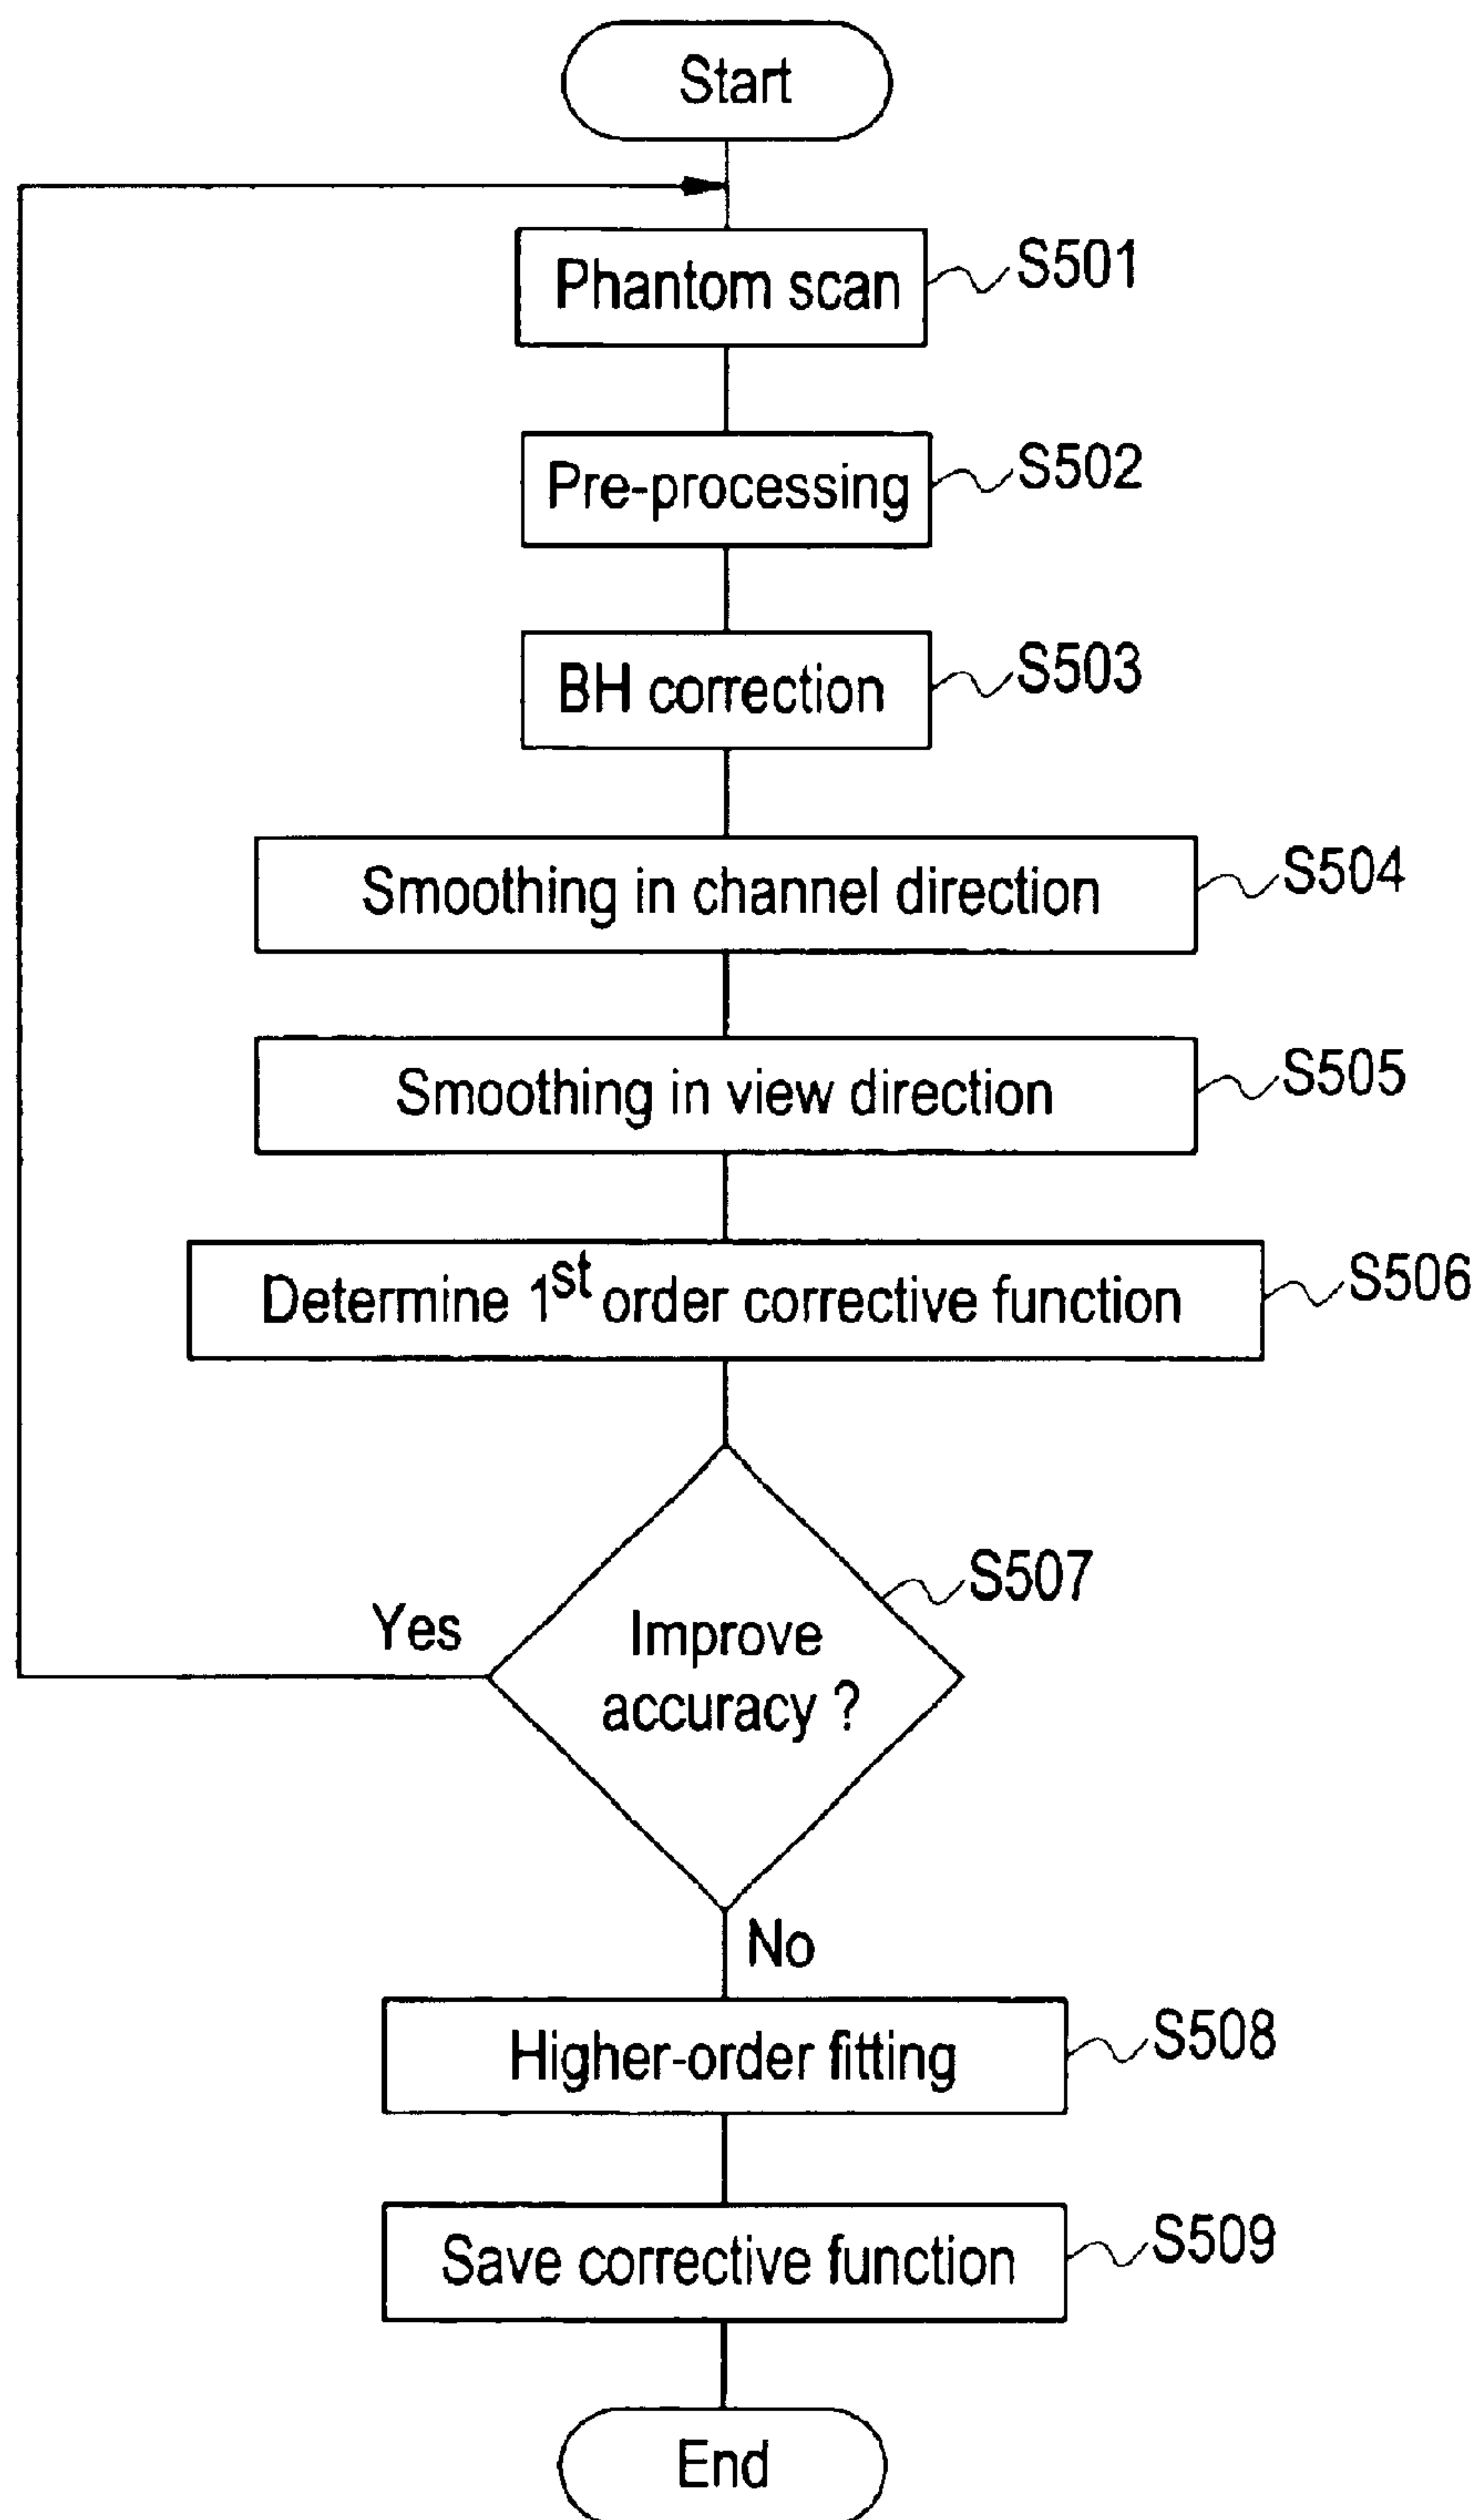 Start
Phantom scan
S501
Pre-processing
S502
BH correction
S503
Smoothing in channel direction
S504
Smoothing in view direction
S505
Determine 1st order corrective function
S506
Improve
accuracy ?
S507
Yes
No
Higher-order fitting
S508
Save corrective function
S509
End